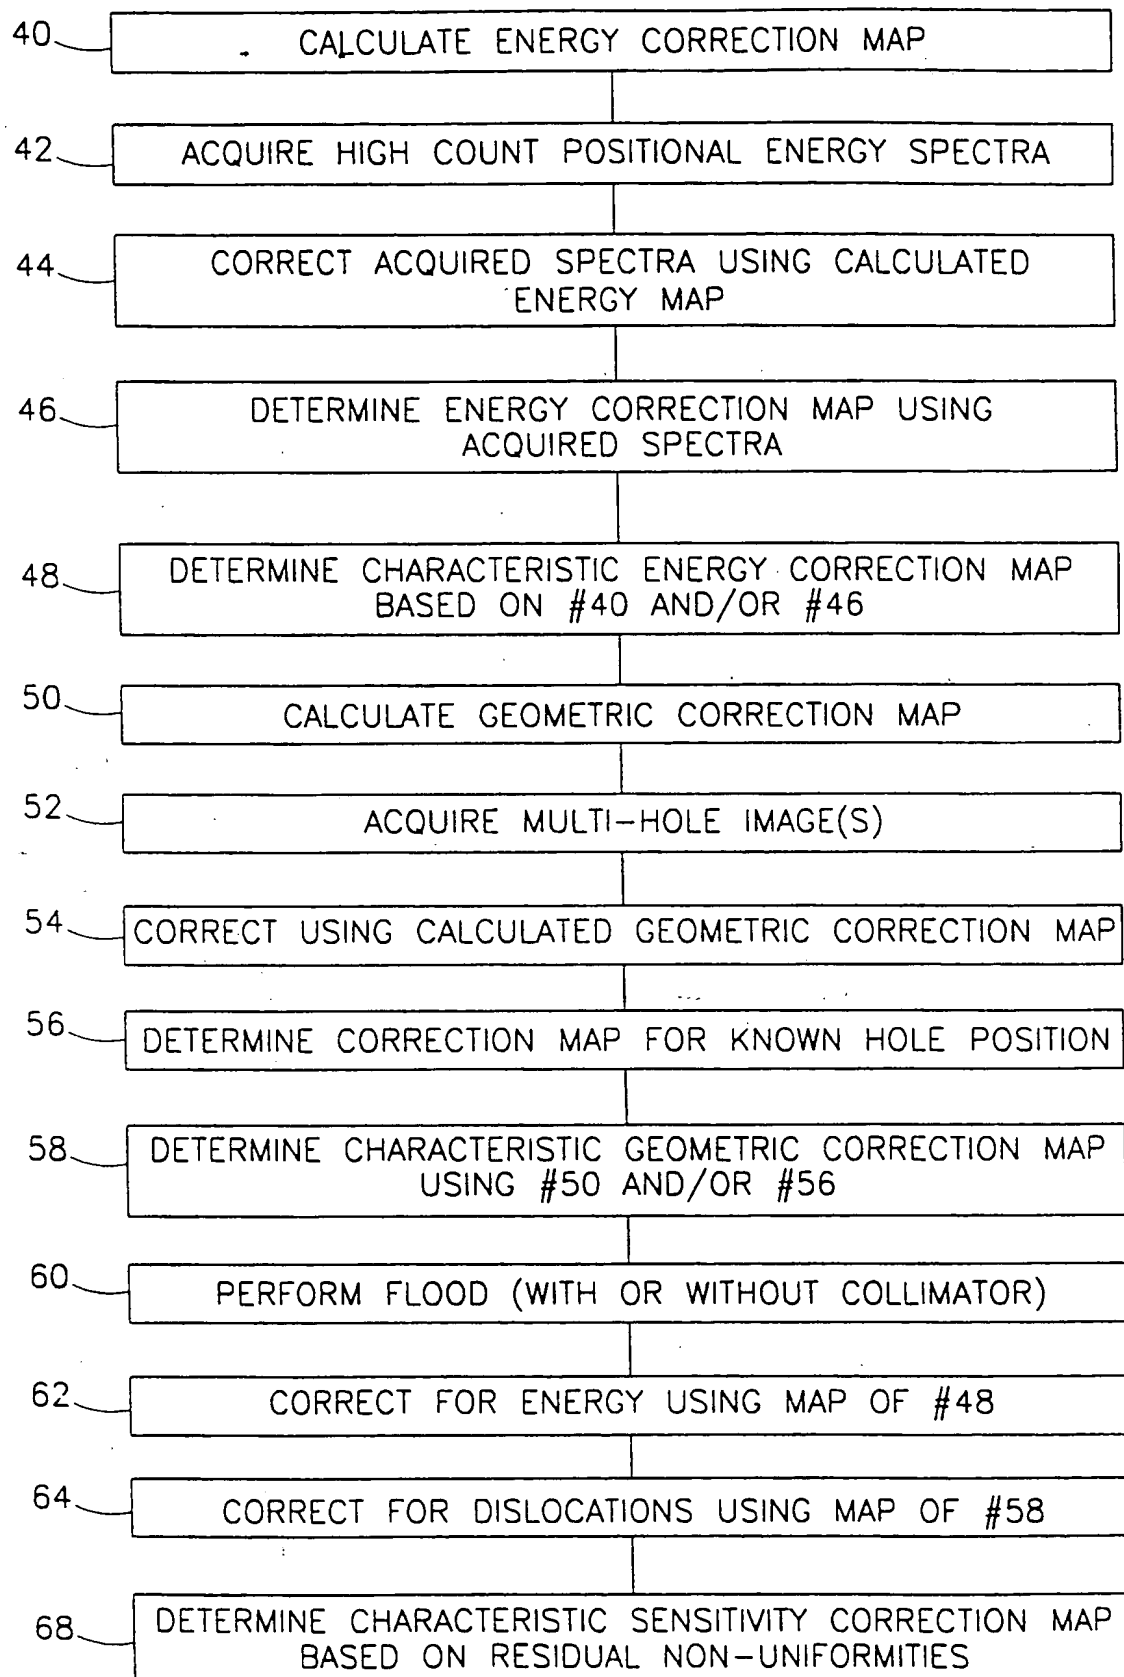 40 CALCULATE ENERGY CORRECTION MAP
42 ACQUIRE HIGH COUNT POSITIONAL ENERGY SPECTRA
44 CORRECT ACQUIRED SPECTRA USING CALCULATED
ENERGY MAP
46 DETERMINE ENERGY CORRECTION MAP USING
ACQUIRED SPECTRA
48 DETERMINE CHARACTERISTIC ENERGY CORRECTION MAP
BASED ON #40 AND/OR #46
50 CALCULATE GEOMETRIC CORRECTION MAP
52 ACQUIRE MULTI-HOLE IMAGE(S)
54 CORRECT USING CALCULATED GEOMETRIC CORRECTION MAP
56 DETERMINE CORRECTION MAP FOR KNOWN HOLE POSITION
58 DETERMINE CHARACTERISTIC GEOMETRIC CORRECTION MAP
USING #50 AND/OR #56
60 PERFORM FLOOD (WITH OR WITHOUT COLLIMATOR)
62 CORRECT FOR ENERGY USING MAP OF #48
64 CORRECT FOR DISLOCATIONS USING MAP OF #58
68 DETERMINE CHARACTERISTIC SENSITIVITY CORRECTION MAP
BASED ON RESIDUAL NON-UNIFORMITIES